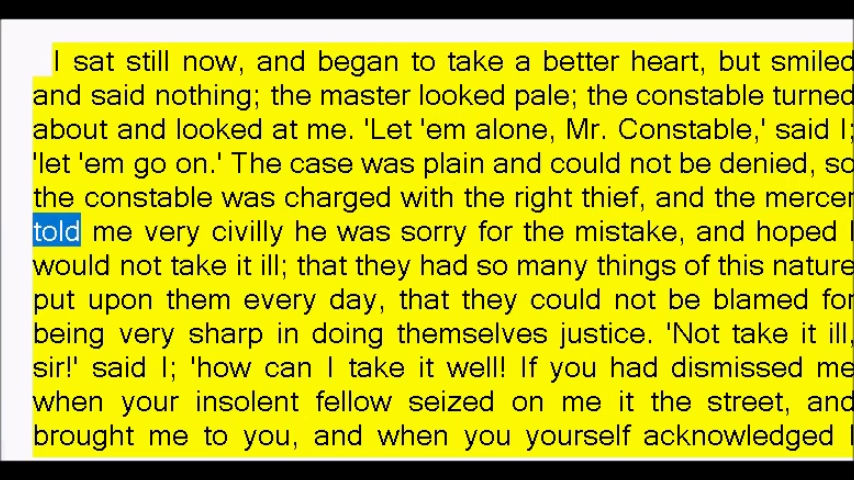 I sat still now, and began to take a better heart, but smiled
and said nothing; the master looked pale; the constable turned
about and looked at me. 'Let 'em alone, Mr. Constable,' said I;
'let 'em go on.' The case was plain and could not be denied, so
the constable was charged with the right thief, and the mercer
told me very civilly he was sorry for the mistake, and hoped I
would not take it ill; that they had so many things of this nature
put upon them every day, that they could not be blamed for
being very sharp in doing themselves justice. 'Not take it ill,
sir!' said I; 'how can I take it well! If you had dismissed me
when your insolent fellow seized on me it the street, and
brought me to you, and when you yourself acknowledged I